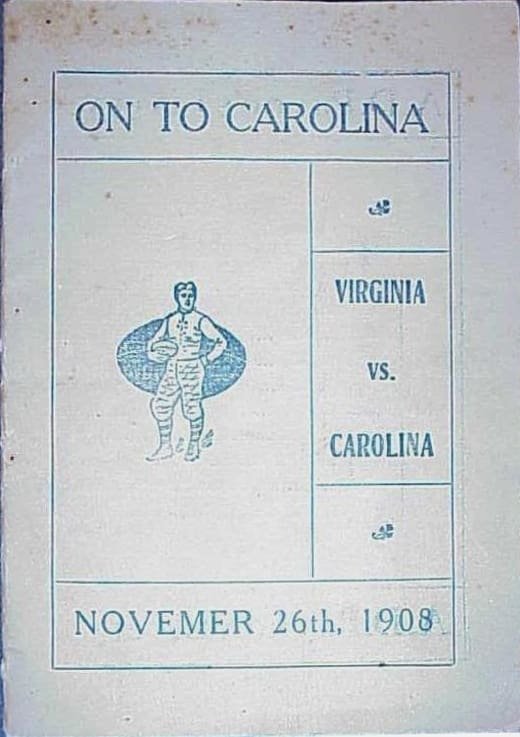 ON TO CAROLINA
VIRGINIA
VS.
CAROLINA
NOVEMER 26th, 1908